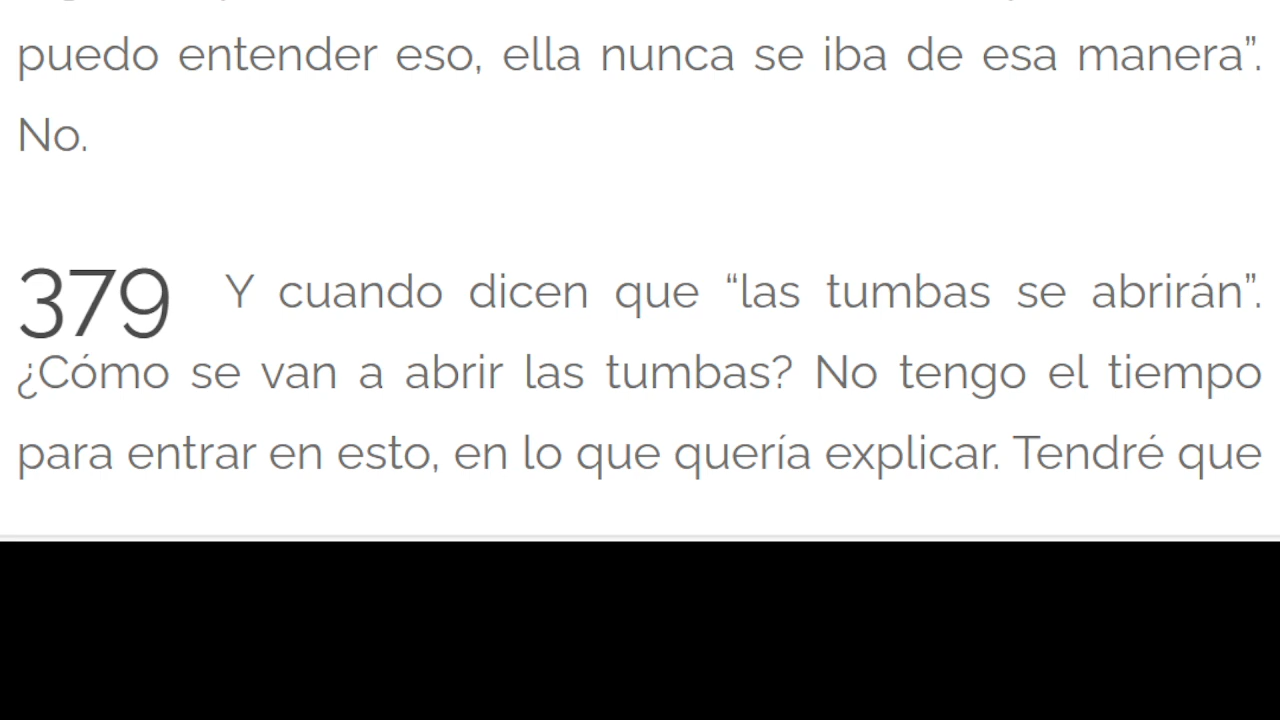 puedo entender eso, ella nunca se iba de esa manera”.
No.
379 Y cuando dicen que “las tumbas se abrirán”.
¿Cómo se van a abrir las tumbas? No tengo el tiempo
para entrar en esto, en lo que quería explicar. Tendré que